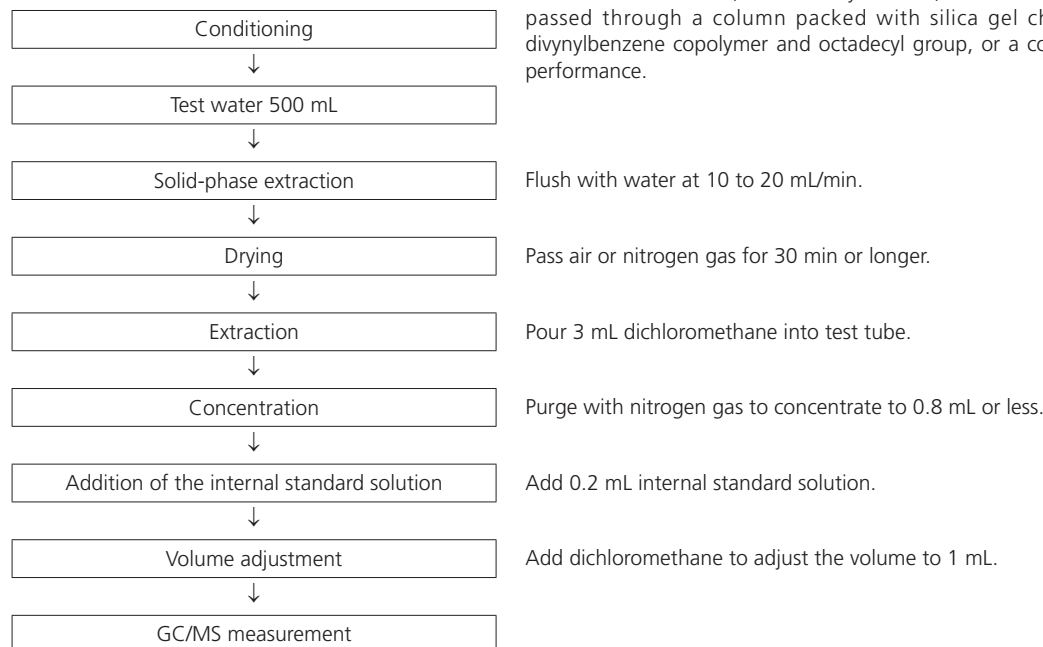 Conditioning
passed through a column packed with silica gel
divynylbenzene copolymer and octadecyl group, or a
performance.
↓
Test water 500 mL
↓
Solid-phase extraction Flush with water at 10 to 20 mL/min.
↓
Drying Pass air or nitrogen gas for 30 min or longer.
↓
Extraction Pour 3 mL dichloromethane into test tube.
↓
Concentration Purge with nitrogen gas to concentrate to 0.8 mL or less.
↓
Addition of the internal standard solution Add 0.2 mL internal standard solution.
↓
Volume adjustment Add dichloromethane to adjust the volume to 1 mL.
↓
GC/MS measurement